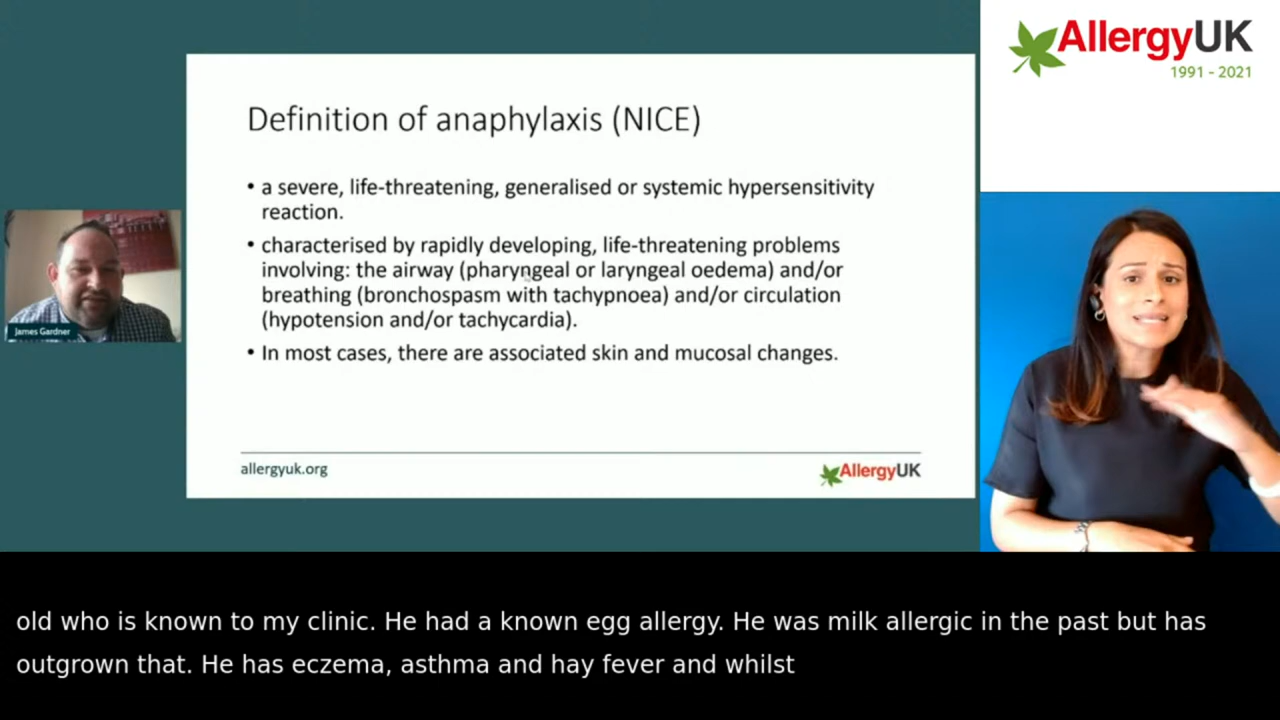 AllergyUK
1991 - 2021
Definition of anaphylaxis (NICE)
• a severe, life-threatening, generalised or systemic hypersensitivity
reaction.
• characterised by rapidly developing, life-threatening problems
involving: the airway (pharyngeal or laryngeal oedema) and/or
breathing (bronchospasm with tachypnoea) and/or circulation
(hypotension and/or tachycardia).
• In most cases, there are associated skin and mucosal changes.
allergyuk.org
AllergyUK
James Gardner
old who is known to my clinic. He had a known egg allergy. He was milk allergic in the past but has
outgrown that. He has eczema, asthma and hay fever and whilst